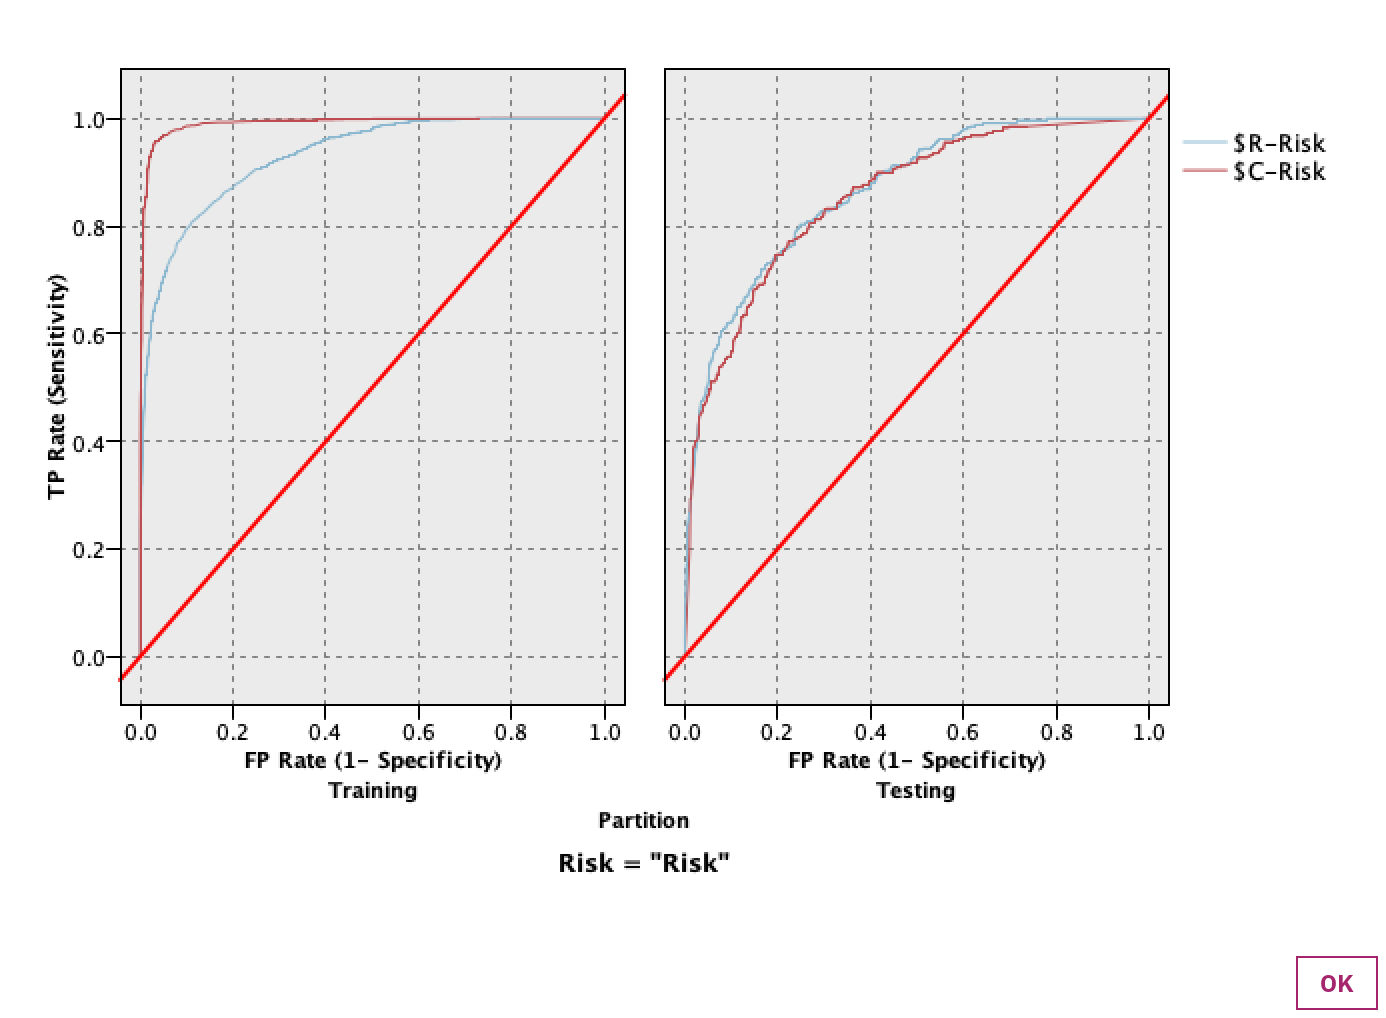 $R-Risk
$C-Risk
TP Rate (Sensitivity)
1.0
0.8
0.6
0.4
0.2
0.0
0.0 0.2 0.4 0.6 0.8 1.0 0.0 0.2 0.4 0.6 0.8 1.0
FP Rate (1- Specificity) FP Rate (1- Specificity)
Training Testing
Partition
Risk = "Risk"
OK